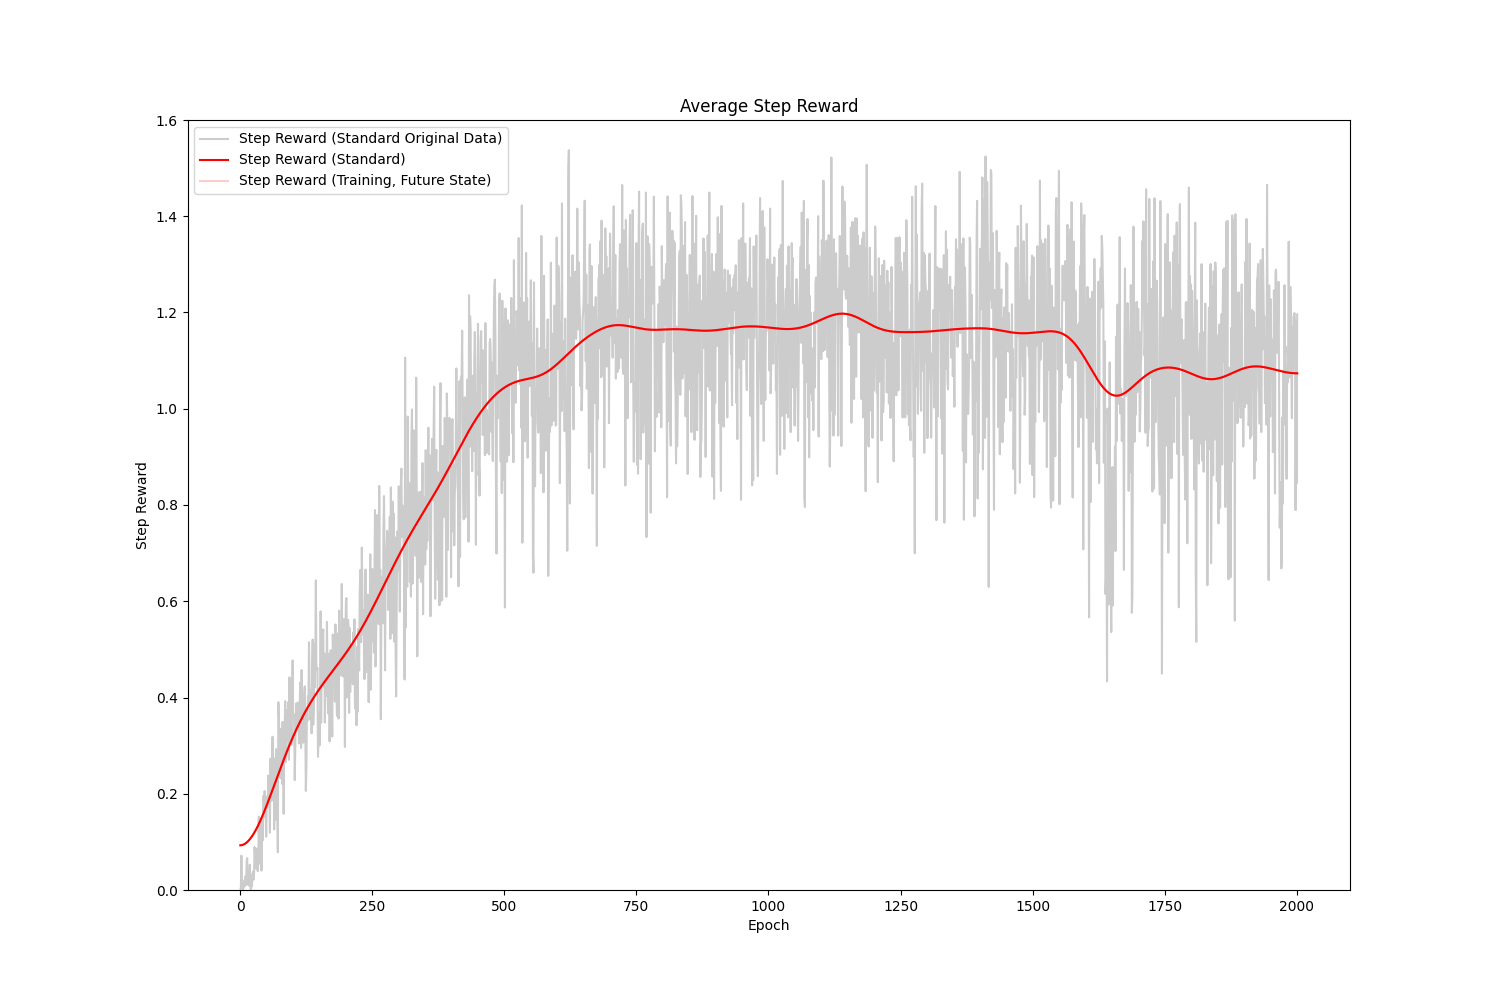 Average Step Reward
1.6
Step Reward (Standard Original Data)
Step Reward (Standard)
Step Reward (Training, Future State)
1.4
1.2
1.0
0.8
0.6
0.4
0.2
0.0
Step Reward
0 250 500 750 1000 1250 1500 1750 2000
Epoch